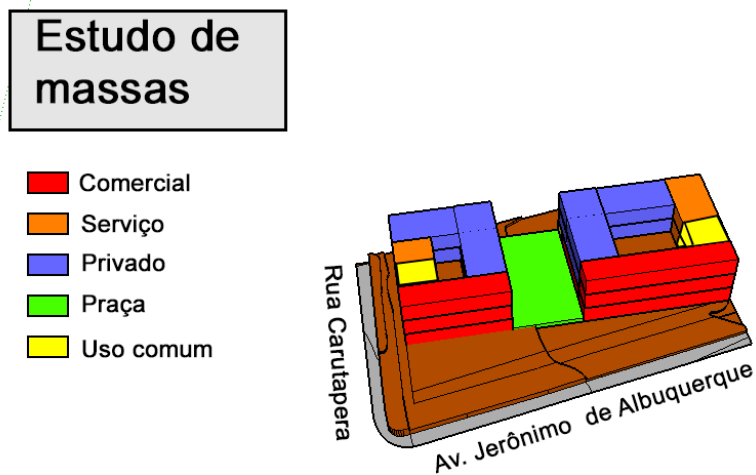 Estudo de
massas
Comercial
Serviço
Privado
Praça
Uso comum
Rua Carutapera
Av. Jerônimo de Albuquerque